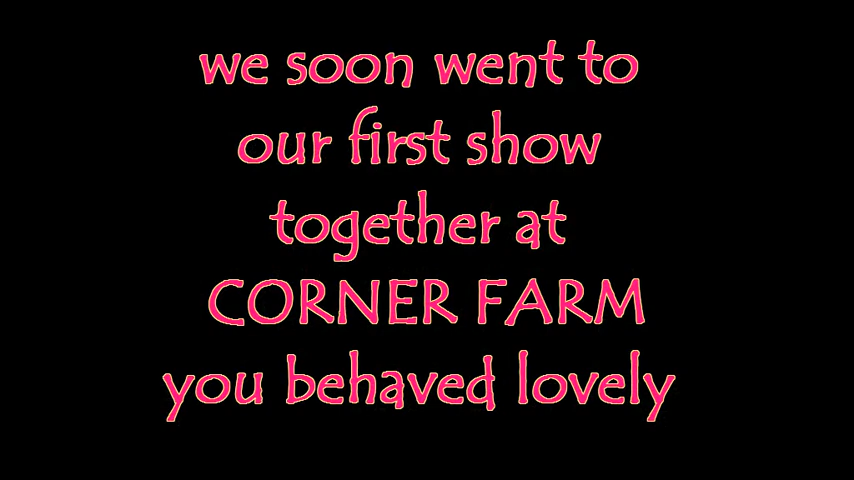 we soon went to
our first show
together at
CORNER FARM
you behaved lovely